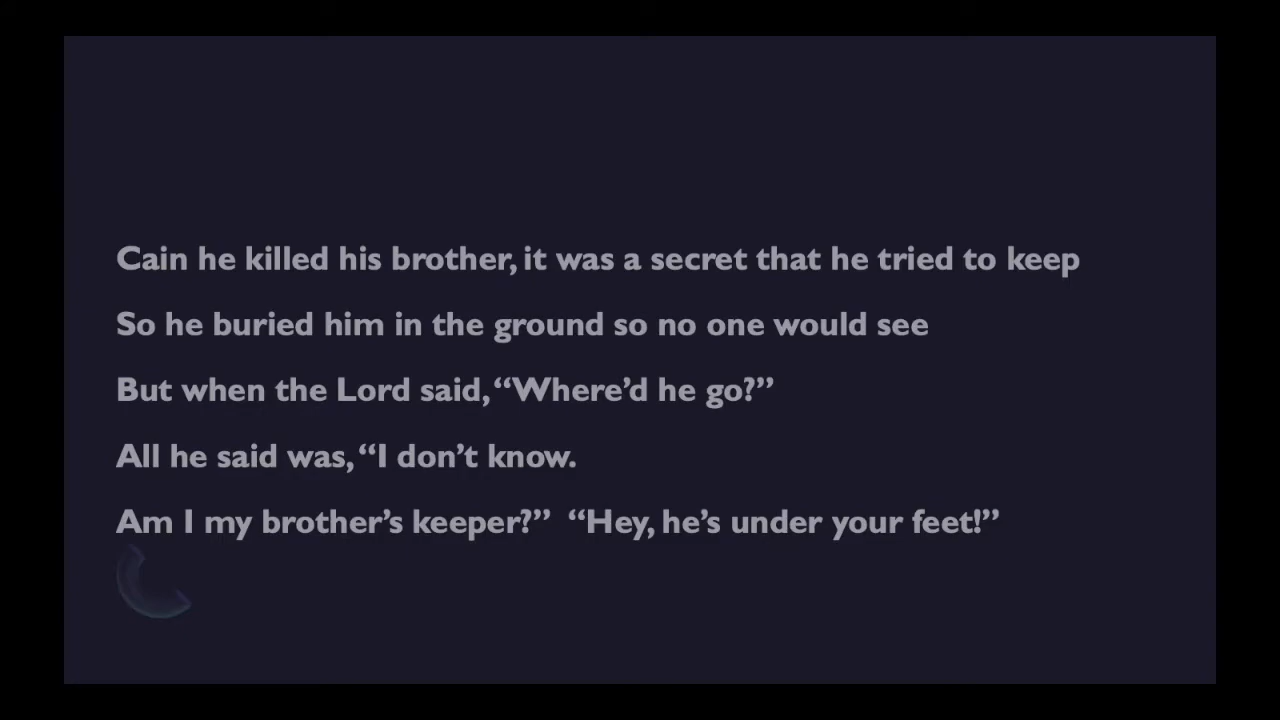 Cain he killed his brother, it was a secret that he tried to keep
So he buried him in the ground so no one would see
But when the Lord said, “Where’d he go?”
All he said was, “I don’t know.
Am I my brother’s keeper?”  “Hey, he’s under your feet!”